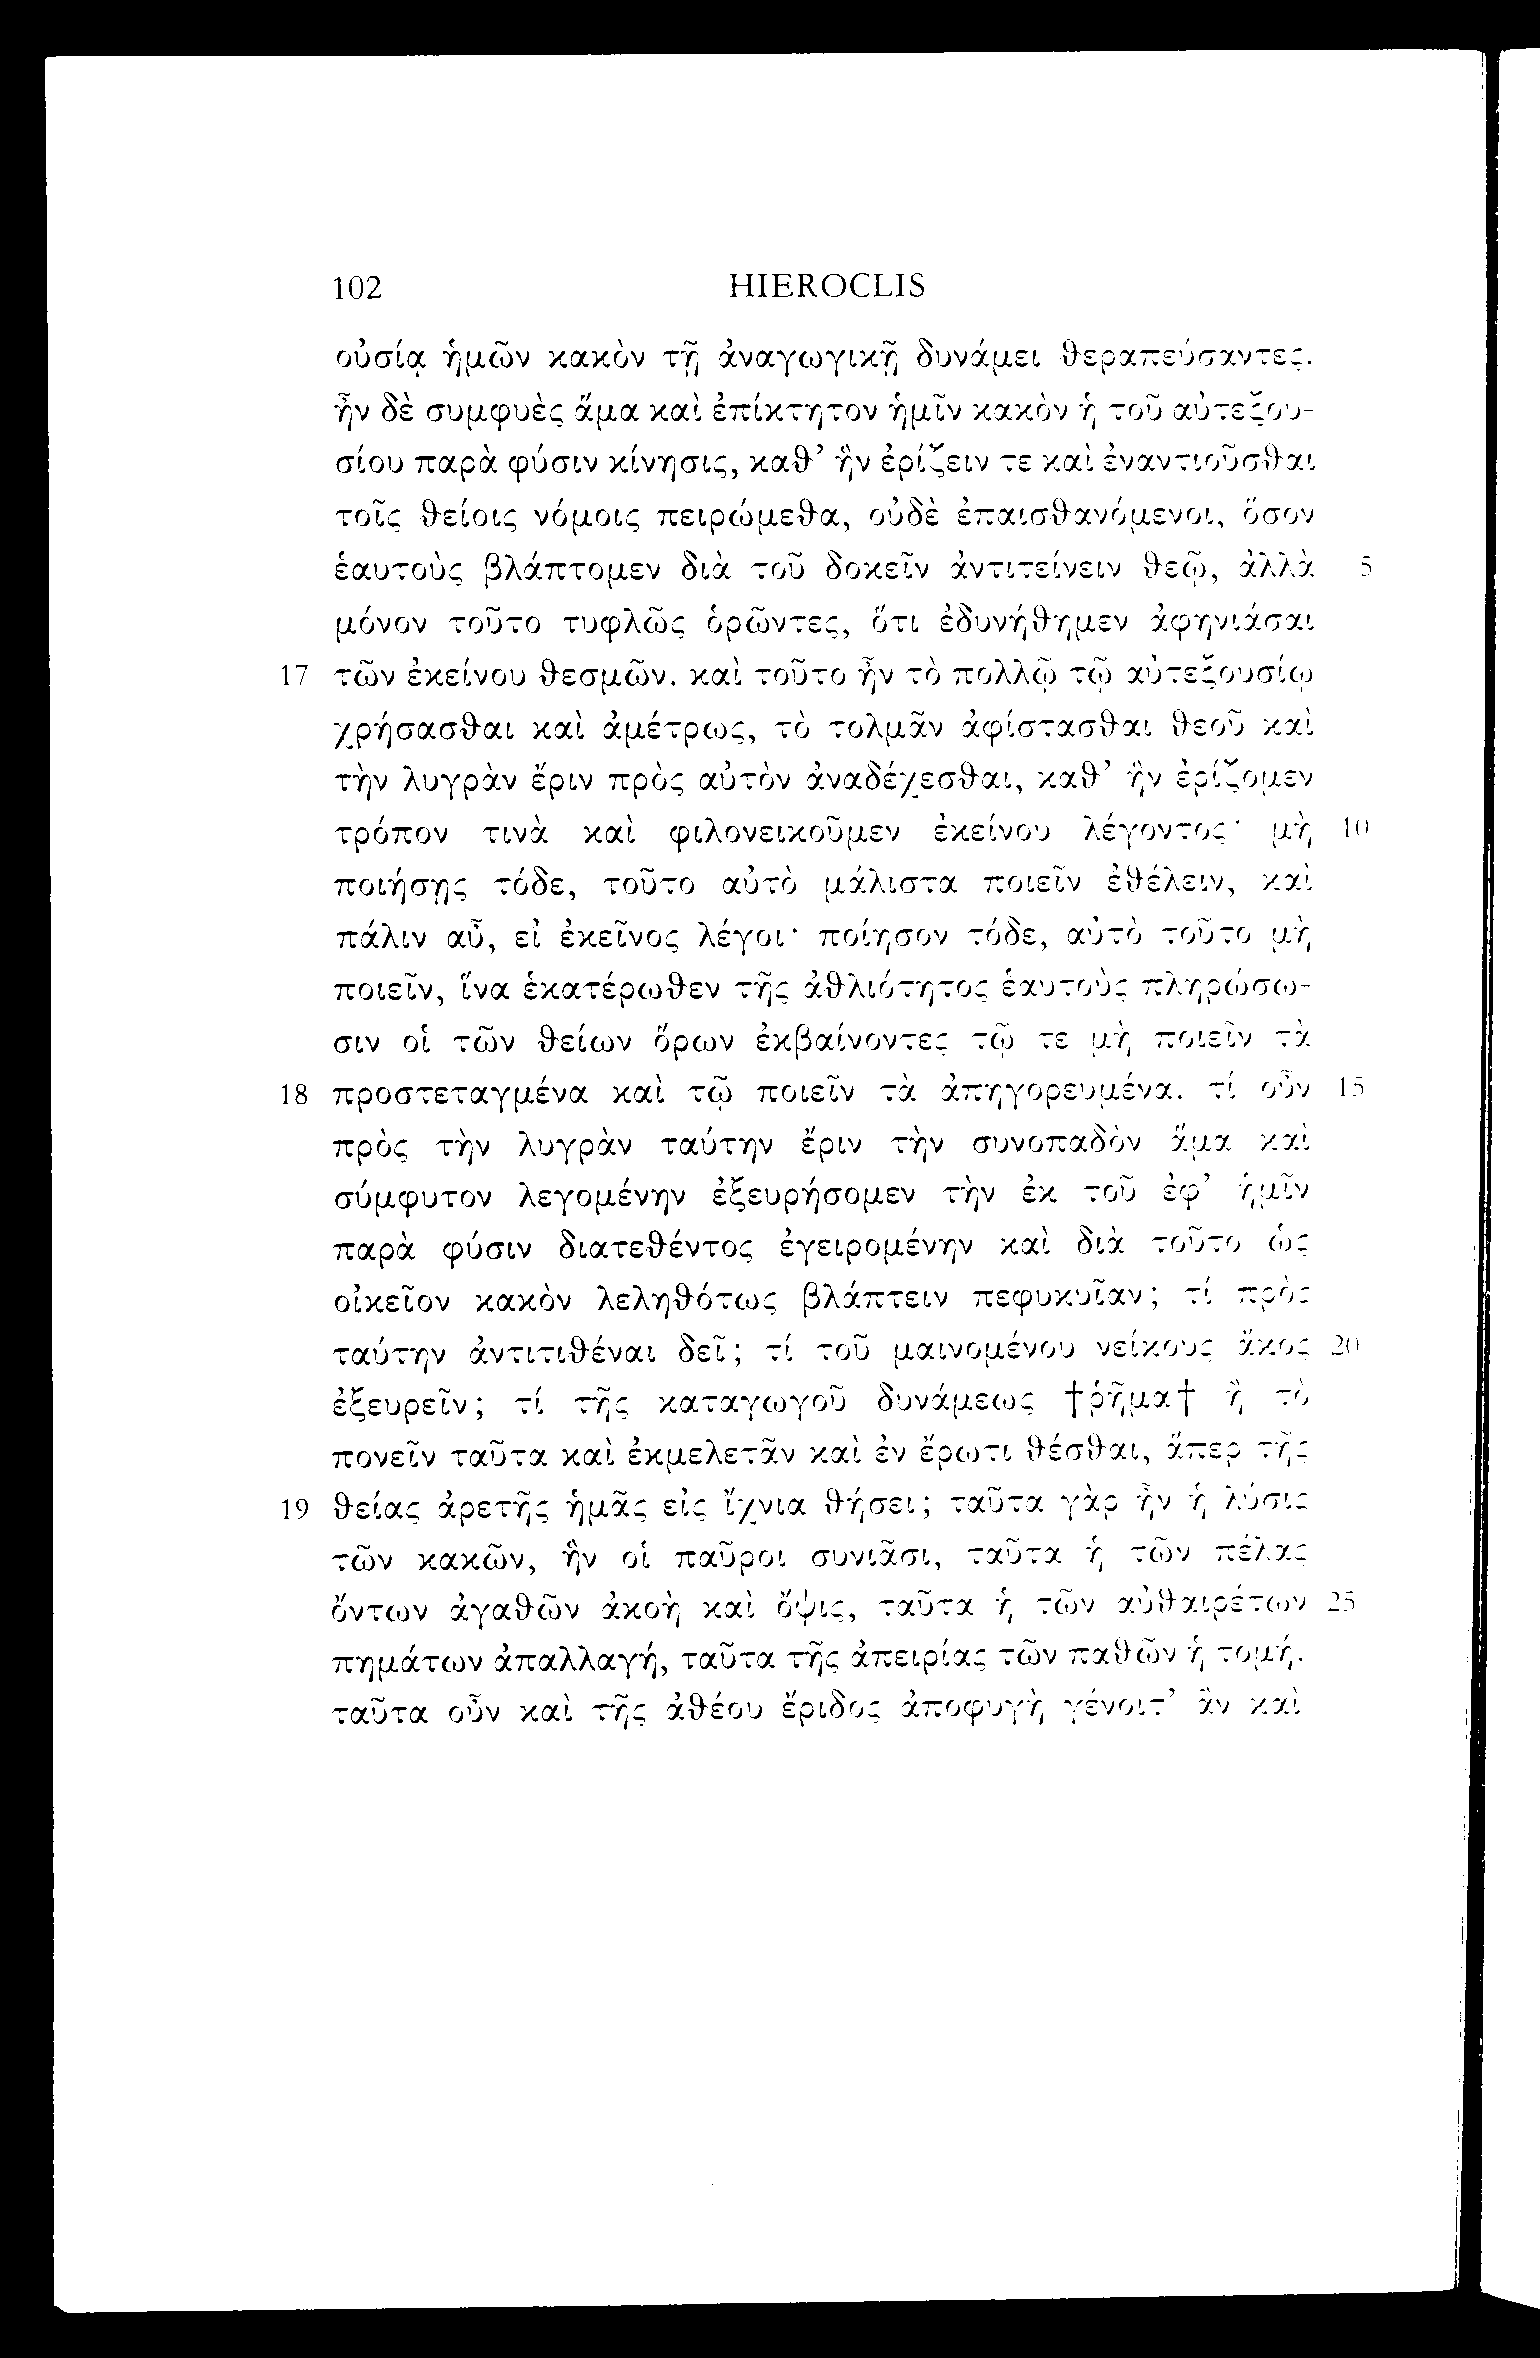 102 HIEROCLIS
οὐσίᾳ ἡμῶν κακὸν τῇ ἀναγωγικῇ δυνάμει θεραπεύσαντες.
ἦν δὲ συμφυὲς ἅμα καὶ ἐπίκτητον ἡμῖν κακὸν ἡ τοῦ αὐτεξου-
σίου παρὰ φύσιν κίνησις, καθ’ ἣν ἐρίζειν τε καὶ ἐναντιοῦσθαι
τοῖς θείοις νόμοις πειρώμεθα, οὐδὲ ἐπαισθανόμενοι, ὅσον
ἑαυτοὺς βλάπτομεν διὰ τοῦ δοκεῖν ἀντιτείνειν θεῷ, ἀλλὰ 5
μόνον τοῦτο τυφλῶς ὁρῶντες, ὅτι ἐδυνήθημεν ἀφηνιάσαι
17 τῶν ἐκείνου θεσμῶν. καὶ τοῦτο ἦν τὸ πολλῷ τῷ αὐτεξουσίῳ
χρήσασθαι καὶ ἀμέτρως, τὸ τολμᾶν ἀφίστασθαι θεοῦ καὶ
τὴν λυγρὰν ἔριν πρὸς αὐτὸν ἀναδέχεσθαι, καθ’ ἣν ἐρίζομεν
τρόπον τινὰ καὶ φιλονεικοῦμεν ἐκείνου λέγοντος· μὴ 10
ποιήσῃς τόδε, τοῦτο αὐτὸ μάλιστα ποιεῖν ἐθέλειν, καὶ
πάλιν αὖ, εἰ ἐκεῖνος λέγοι· ποίησον τόδε, αὐτὸ τοῦτο μὴ
ποιεῖν, ἵνα ἑκατέρωθεν τῆς ἀθλιότητος ἑαυτοὺς πληρώσω-
σιν οἱ τῶν θείων ὅρων ἐκβαίνοντες τῷ τε μὴ ποιεῖν τὰ
18 προστεταγμένα καὶ τῷ ποιεῖν τὰ ἀπηγορευμένα. τί οὖν 15
πρὸς τὴν λυγρὰν ταύτην ἔριν τὴν συνοπαδὸν ἅμα καὶ
σύμφυτον λεγομένην ἐξευρήσομεν τὴν ἐκ τοῦ ἐφ’ ἡμῖν
παρὰ φύσιν διατεθέντος ἐγειρομένην καὶ διὰ τοῦτο ὡς
οἰκεῖον κακὸν λεληθότως βλάπτειν πεφυκυῖαν; τί πρὸς
ταύτην ἀντιτιθέναι δεῖ; τί τοῦ μαινομένου νείκους ἄκος 20
ἐξευρεῖν; τί τῆς καταγωγοῦ δυνάμεως †ῥῆμα† ἢ τὸ
πονεῖν ταῦτα καὶ ἐκμελετᾶν καὶ ἐν ἔρωτι θέσθαι, ἅπερ τῆς
19 θείας ἀρετῆς ἡμᾶς εἰς ἴχνια θήσει; ταῦτα γὰρ ἦν ἡ λύσις
τῶν κακῶν, ἣν οἱ παῦροι συνιᾶσι, ταῦτα ἡ τῶν πέλας
ὄντων ἀγαθῶν ἀκοὴ καὶ ὄψις, ταῦτα ἡ τῶν αὐθαιρέτων 25
πημάτων ἀπαλλαγή, ταῦτα τῆς ἀπειρίας τῶν παθῶν ἡ τομή.
ταῦτα οὖν καὶ τῆς ἀθέου ἔριδος ἀποφυγὴ γένοιτ’ ἂν καὶ